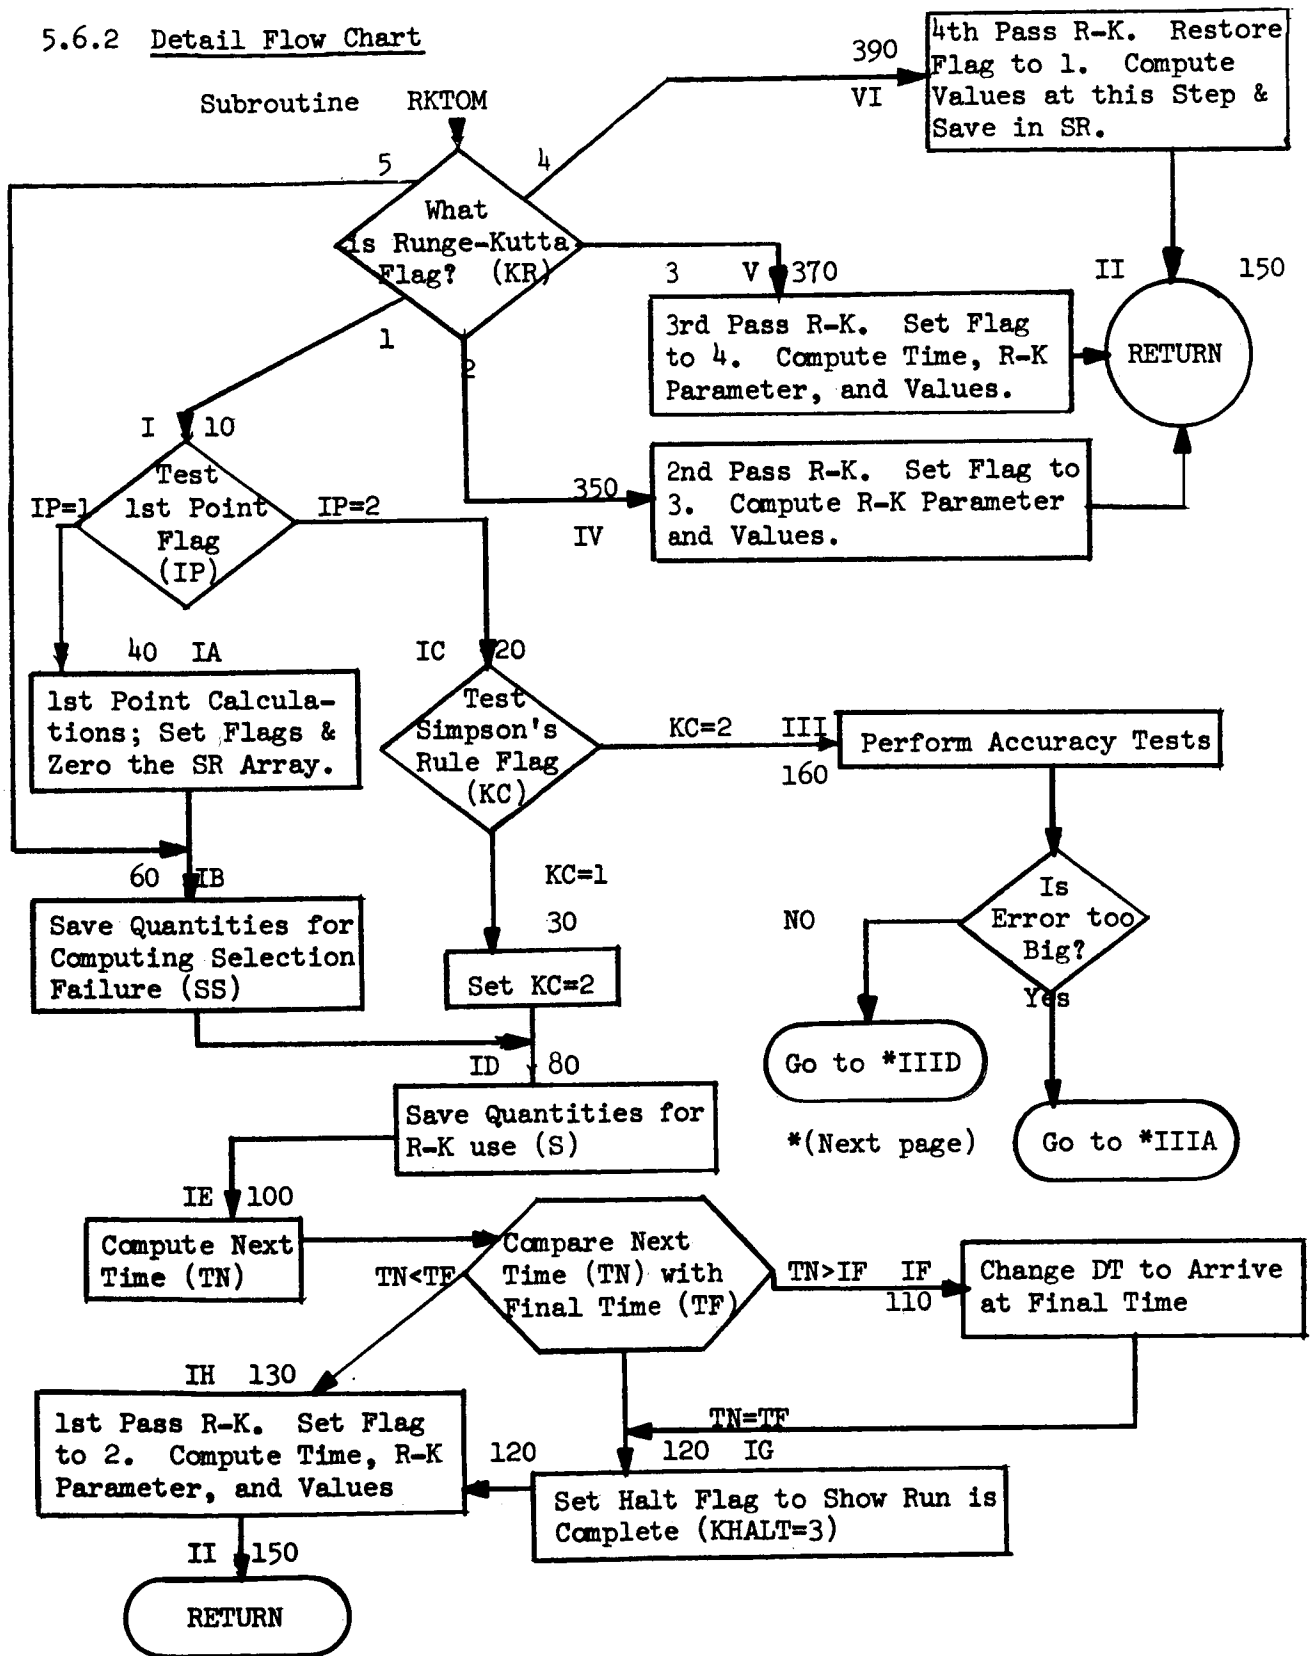 5.6.2 Detail Flow Chart
Subroutine RKTOM
5
4
390
VI
4th Pass R-K. Restore
Flag to 1. Compute
Values at this Step &
Save in SR.
What
is Runge-Kutta
Flag? (KR)
1
2
3 V 370
3rd Pass R-K. Set Flag
to 4. Compute Time, R-K
Parameter, and Values.
II 150
RETURN
350
IV
2nd Pass R-K. Set Flag to
3. Compute R-K Parameter
and Values.
I 10
Test
1st Point
Flag
(IP)
IP=1
IP=2
40 IA
1st Point Calcula-
tions; Set Flags &
Zero the SR Array.
IC 20
Test
Simpson's
Rule Flag
(KC)
KC=2 III
160
Perform Accuracy Tests
60 IB
Save Quantities for
Computing Selection
Failure (SS)
KC=1
30
Set KC=2
Is
Error too
Big?
NO
Yes
Go to *IIID
*(Next page)
Go to *IIIA
ID 80
Save Quantities for
R-K use (S)
IE 100
Compute Next
Time (TN)
Compare Next
Time (TN) with
Final Time (TF)
TN<TF
TN>IF IF
110
Change DT to Arrive
at Final Time
IH 130
1st Pass R-K. Set Flag
to 2. Compute Time, R-K
Parameter, and Values
TN=TF
120
120 IG
Set Halt Flag to Show Run is
Complete (KHALT=3)
II 150
RETURN